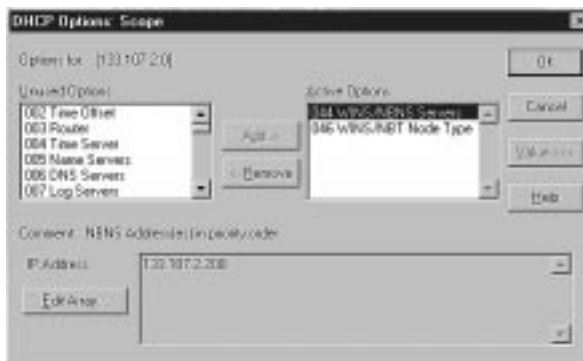 DHCP Options: Scope
Options for: [133.107.2.0]
OK
Unused Options
Active Options
002 Time Offset
003 Router
004 Time Server
005 Name Servers
006 DNS Servers
007 Log Servers
Add ->
<- Remove
044 WINS/NBNS Servers
046 WINS/NBT Node Type
Cancel
Value >>>
Help
Comment: NBNS Address(es) in priority order
IP Address
133.107.2.208
Edit Array...